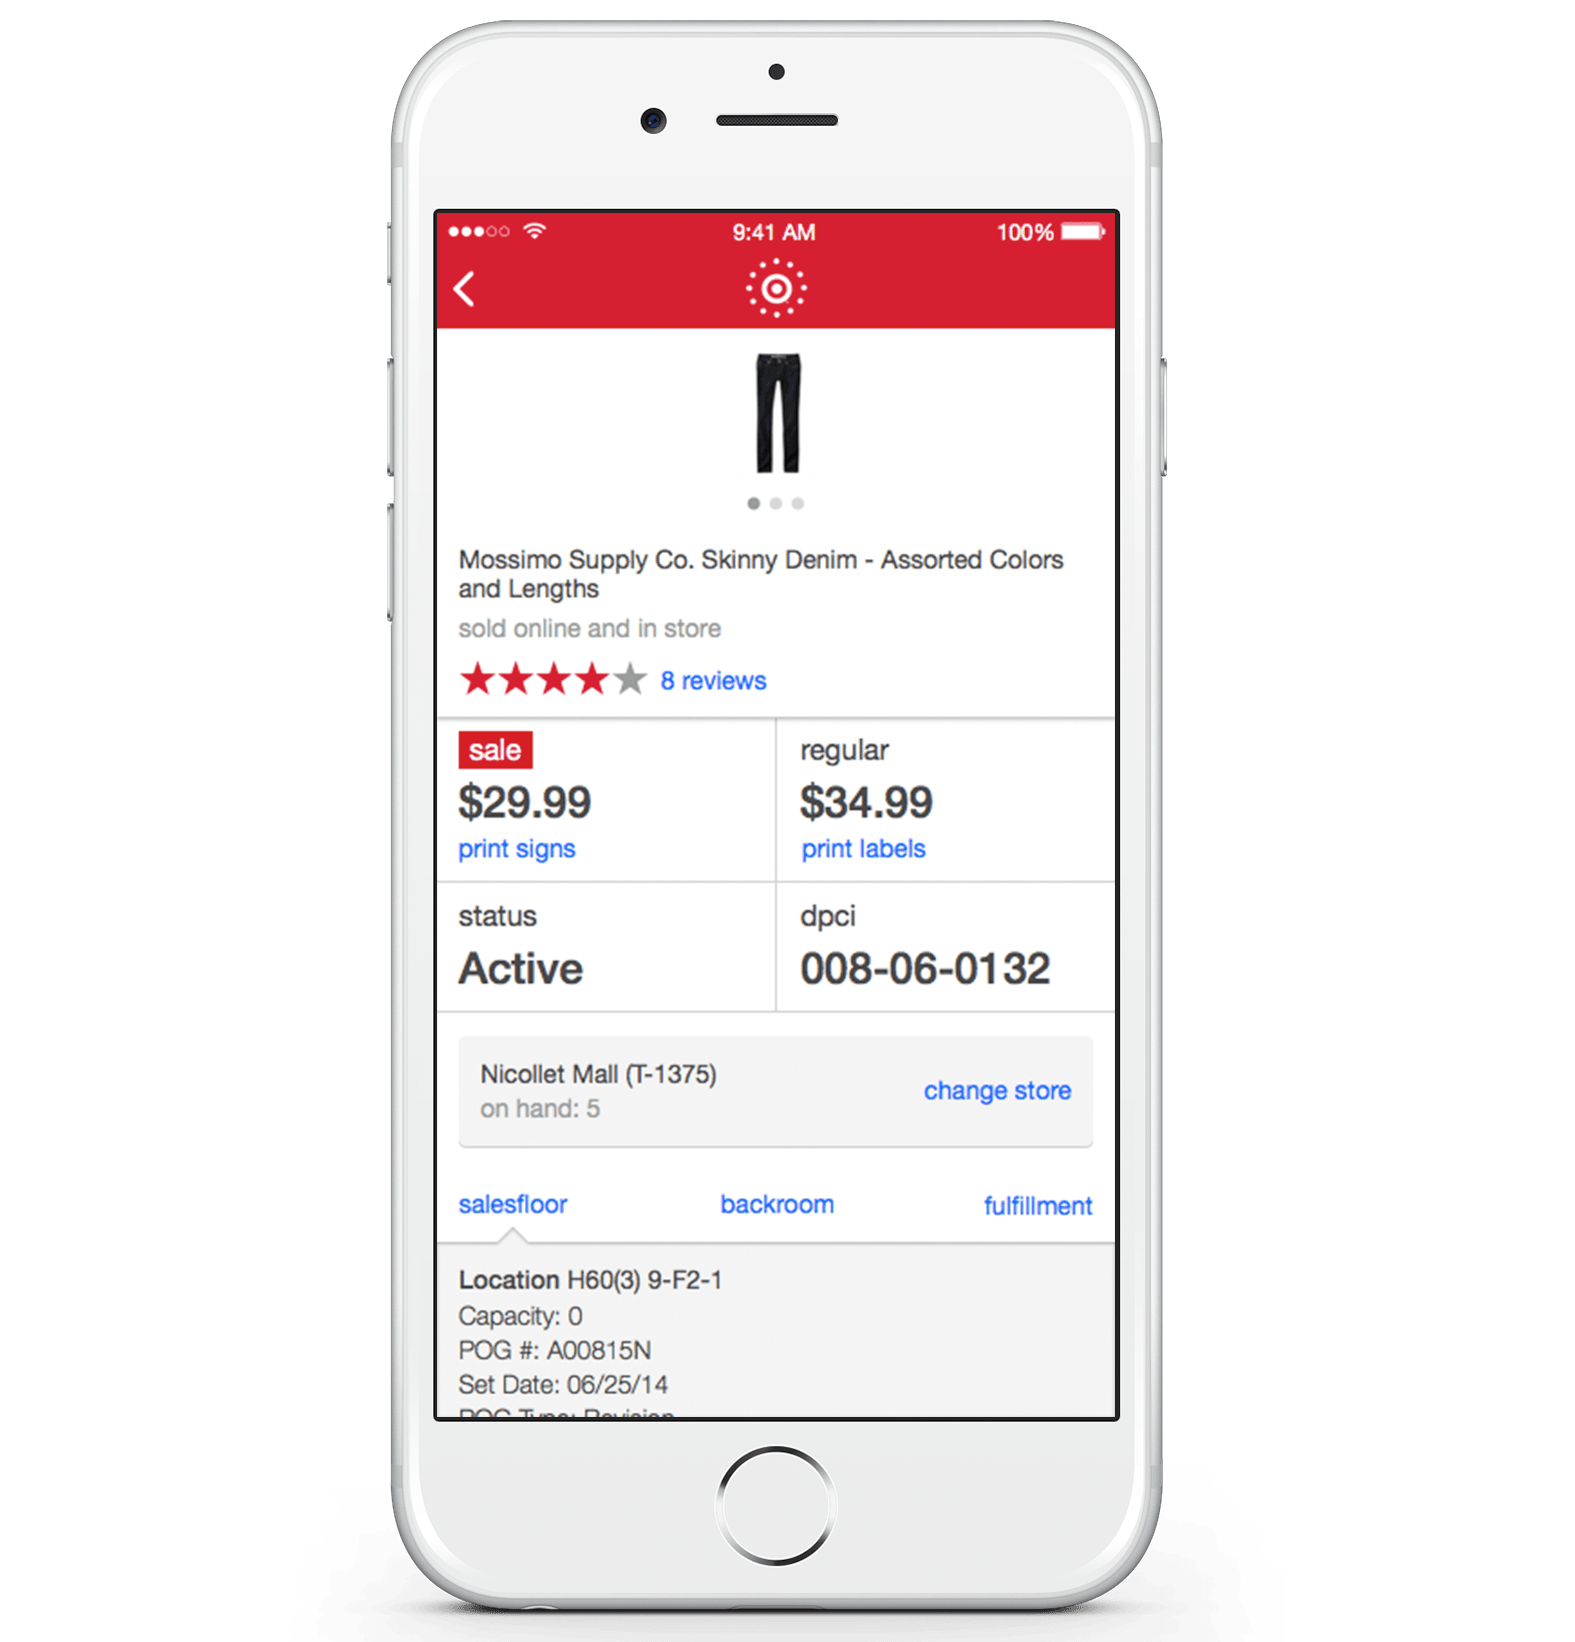 9:41 AM
100%
Mossimo Supply Co. Skinny Denim - Assorted Colors
and Lengths
sold online and in store
8 reviews
sale
$29.99
print signs
regular
$34.99
print labels
status
Active
dpci
008-06-0132
Nicollet Mall (T-1375)
on hand: 5
change store
salesfloor
backroom
fulfillment
Location H60(3) 9-F2-1
Capacity: 0
POG #: A00815N
Set Date: 06/25/14
POG Type: Revision